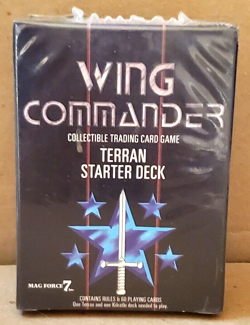 WING
COMMANDER
COLLECTIBLE TRADING CARD GAME
TERRAN
STARTER DECK
MAG FORCE 7
CONTAINS RULES & 60 PLAYING CARDS
One Terran and one Kilrathi deck needed to play.